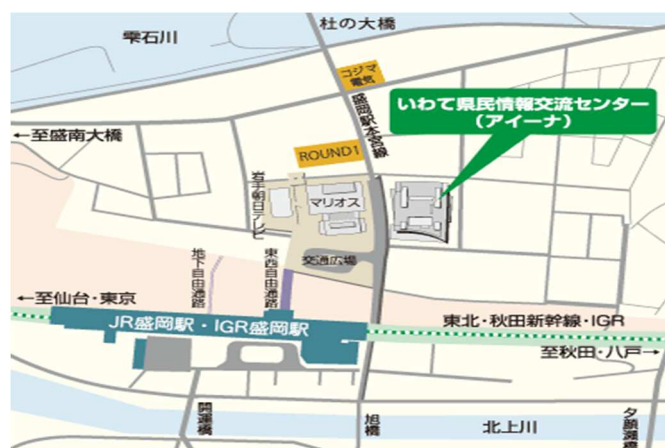 杜の大橋
雫石川
コジマ
電気
盛岡駅本宮線
いわて県民情報交流センター
(アイーナ)
←至盛南大橋
ROUND1
岩手朝日テレビ
マリオス
地下自由通路
東西自由通路
交通広場
←至仙台・東京
JR盛岡駅・IGR盛岡駅
東北・秋田新幹線・IGR
至秋田・八戸→
開運橋
旭橋
北上川
夕顔瀬橋